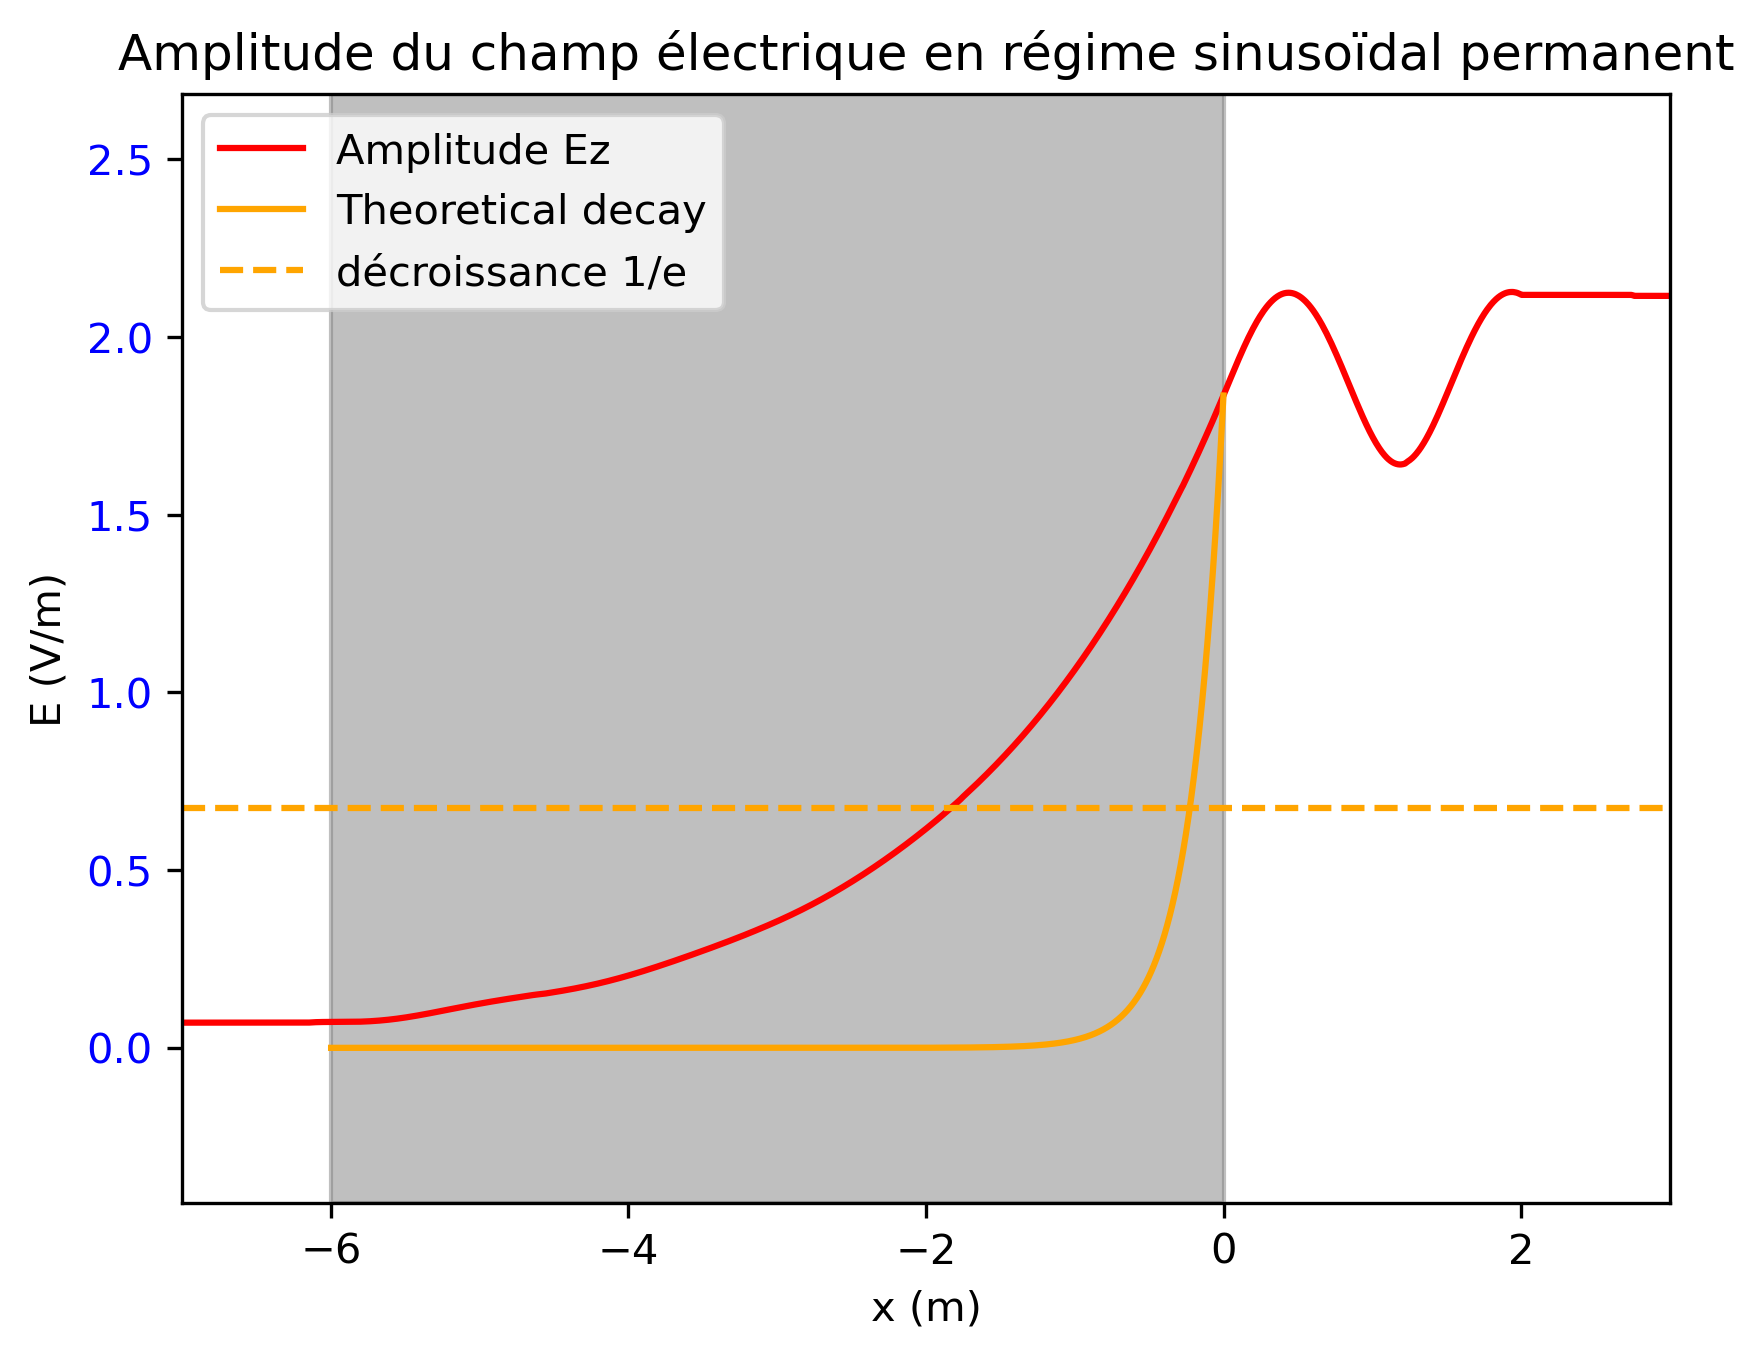 Amplitude du champ électrique en régime sinusoïdal permanent
Amplitude Ez
Theoretical decay
décroissance 1/e
2.5
2.0
1.5
1.0
0.5
0.0
E (V/m)
−6
−4
−2
0
2
x (m)